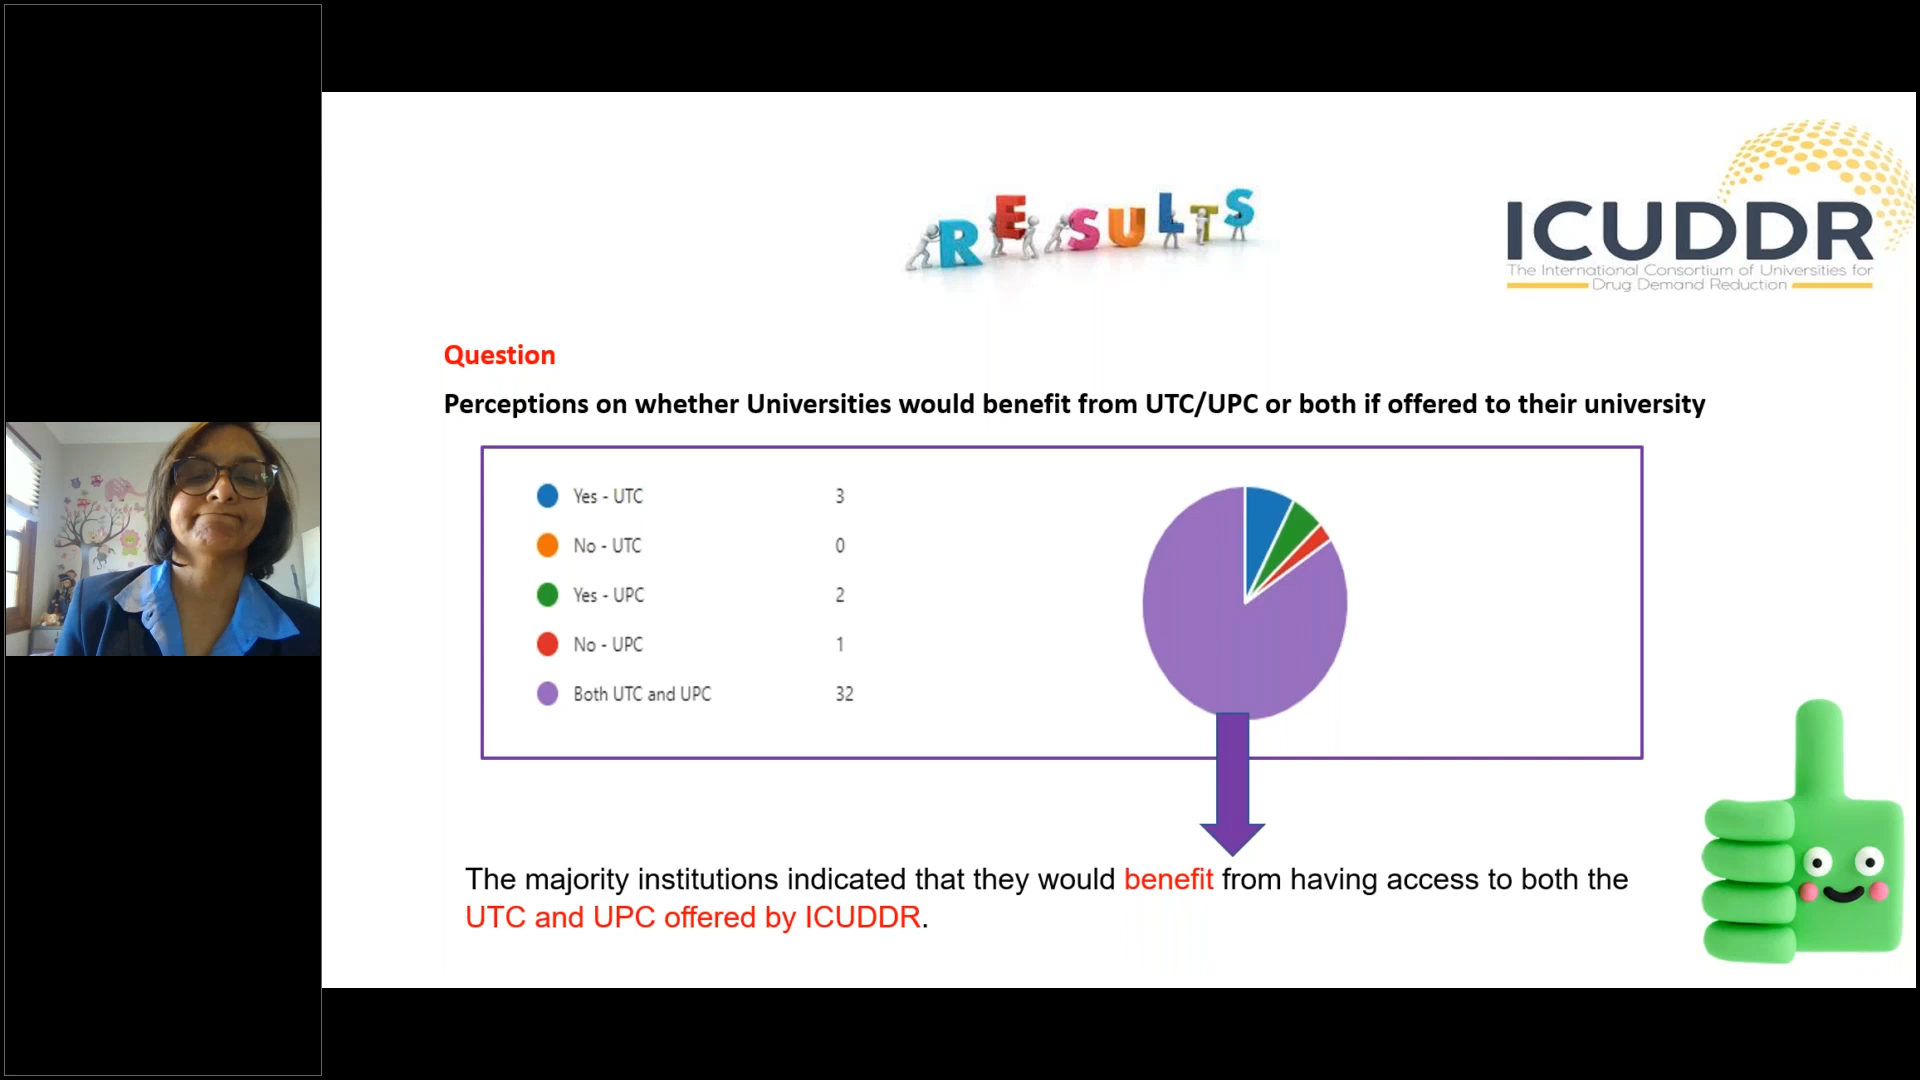 RESULTS
ICUDDR
The International Consortium of Universities for
Drug Demand Reduction
Question
Perceptions on whether Universities would benefit from UTC/UPC or both if offered to their university
Yes - UTC 3
No - UTC 0
Yes - UPC 2
No - UPC 1
Both UTC and UPC 32
The majority institutions indicated that they would benefit from having access to both the
UTC and UPC offered by ICUDDR.